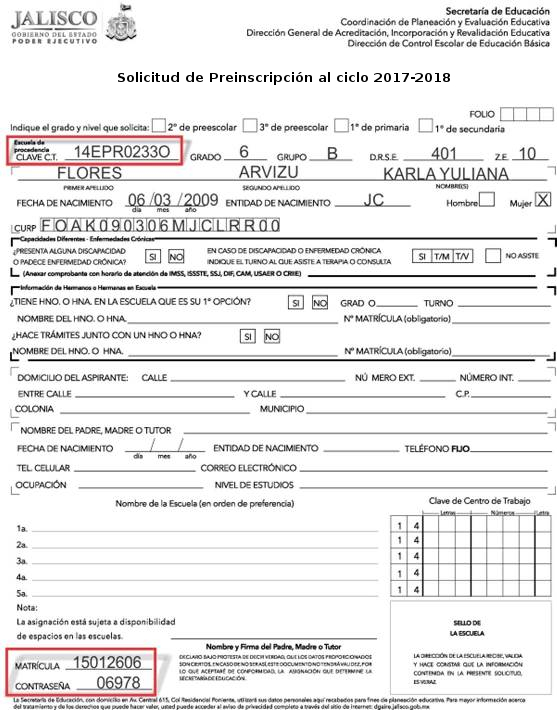 JALISCO
GOBIERNO DEL ESTADO
PODER EJECUTIVO
Secretaría de Educación
Coordinación de Planeación y Evaluación Educativa
Dirección General de Acreditación, Incorporación y Revalidación Educativa
Dirección de Control Escolar de Educación Básica
Solicitud de Preinscripción al ciclo 2017-2018
FOLIO
Indique el grado y nivel que solicita: 2° de preescolar 3° de preescolar 1° de primaria 1° de secundaria
Escuela de procedencia
CLAVE C.T. 14EPR0233O GRADO 6 GRUPO B D.R.S.E. 401 Z.E. 10
FLORES ARVIZU KARLA YULIANA
PRIMER APELLIDO SEGUNDO APELLIDO NOMBRE(S)
FECHA DE NACIMIENTO 06/03/2009 ENTIDAD DE NACIMIENTO JC Hombre Mujer X
día mes año
CURP FOAK090306MJCLRR00
Capacidades Diferentes - Enfermedades Crónicas
¿PRESENTA ALGUNA DISCAPACIDAD O PADECE ENFERMEDAD CRÓNICA? SI NO EN CASO DE DISCAPACIDAD O ENFERMEDAD CRÓNICA INDIQUE EL TURNO AL QUE ASISTE A TERAPIA O CONSULTA SI T/M T/V NO ASISTE
(Anexar comprobante con horario de atención de IMSS, ISSSTE, SSJ, DIF, CAM, USAER O CRIE)
Información de Hermanos o Hermanas en Escuela
¿TIENE HNO. O HNA. EN LA ESCUELA QUE ES SU 1ª OPCIÓN? SI NO GRAD O TURNO
NOMBRE DEL HNO. O HNA. N° MATRÍCULA (obligatorio)
¿HACE TRÁMITES JUNTO CON UN HNO O HNA? SI NO
NOMBRE DEL HNO. O HNA. N° MATRÍCULA (obligatorio)
DOMICILIO DEL ASPIRANTE: CALLE NÚ MERO EXT. NÚMERO INT.
ENTRE CALLE Y CALLE C.P.
COLONIA MUNICIPIO
NOMBRE DEL PADRE, MADRE O TUTOR
FECHA DE NACIMIENTO / / ENTIDAD DE NACIMIENTO TELÉFONO FIJO
día mes año
TEL. CELULAR CORREO ELECTRÓNICO
OCUPACIÓN NIVEL DE ESTUDIOS
Nombre de la Escuela (en orden de preferencia) Clave de Centro de Trabajo
Letras Números Letra
1a. 1 4
2a. 1 4
3a. 1 4
4a. 1 4
5a. 1 4
Nota:
La asignación está sujeta a disponibilidad
de espacios en las escuelas.
Nombre y Firma del Padre, Madre o Tutor
DECLARO BAJO PROTESTA DE DECIR VERDAD, QUE LOS DATOS PROPORCIONADOS
SON CIERTOS, EN CASO DE NO SERLO, ESTE DOCUMENTO NO TENDRÁ VALIDEZ, POR
LO QUE ACEPTARÉ DE CONFORMIDAD, LA ASIGNACIÓN QUE DETERMINE LA
SECRETARÍA DE EDUCACIÓN.
SELLO DE
LA ESCUELA
LA DIRECCIÓN DE LA ESCUELA RECIBE, VALIDA
Y HACE CONSTAR QUE LA INFORMACIÓN
CONTENIDA EN LA PRESENTE SOLICITUD,
ES VERAZ.
MATRÍCULA 15012606
CONTRASEÑA 06978
La Secretaría de Educación, con domicilio en Av. Central 615, Col Residencial Poniente, utilizará sus datos personales aquí recabados para fines de planeación educativa. Para mayor información acerca
del tratamiento y de los derechos que puede hacer valer, usted puede acceder al aviso de privacidad completo a través del sitio de internet: dgaire.jalisco.gob.mx.